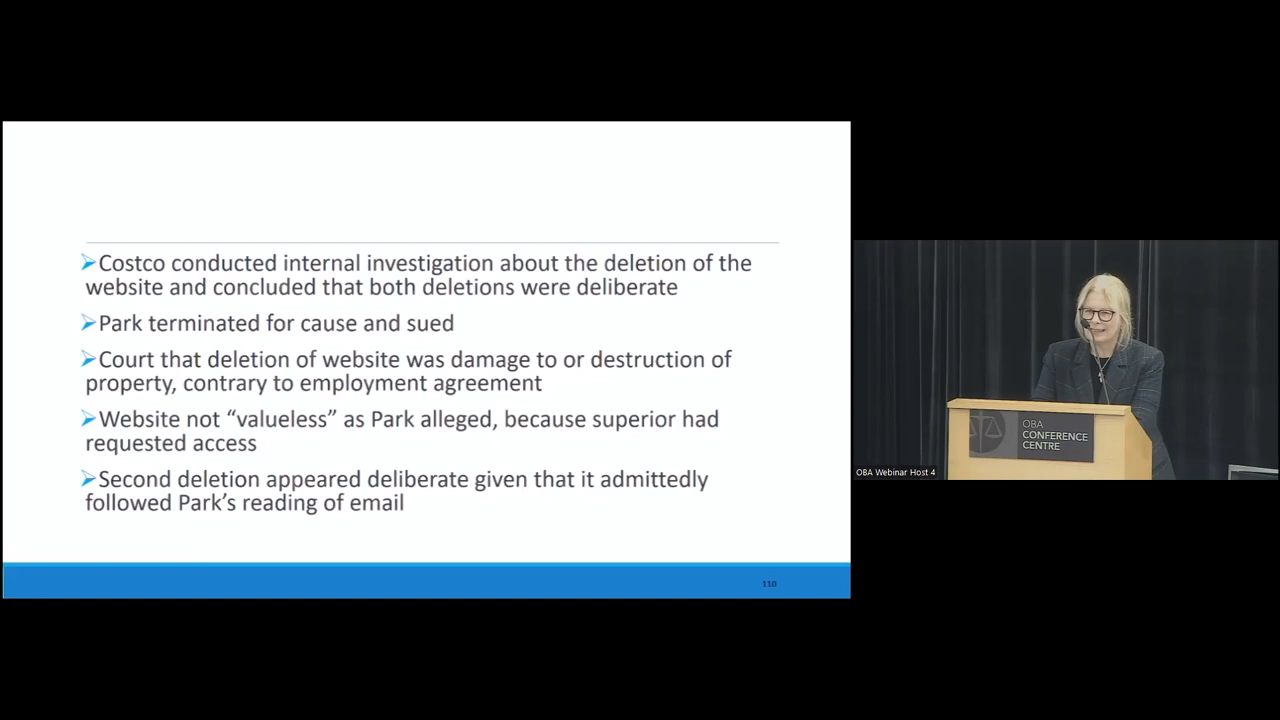 ➢Costco conducted internal investigation about the deletion of the
website and concluded that both deletions were deliberate
➢Park terminated for cause and sued
➢Court that deletion of website was damage to or destruction of
property, contrary to employment agreement
➢Website not “valueless” as Park alleged, because superior had
requested access
➢Second deletion appeared deliberate given that it admittedly
followed Park’s reading of email
110
OBA
CONFERENCE
CENTRE
OBA Webinar Host 4